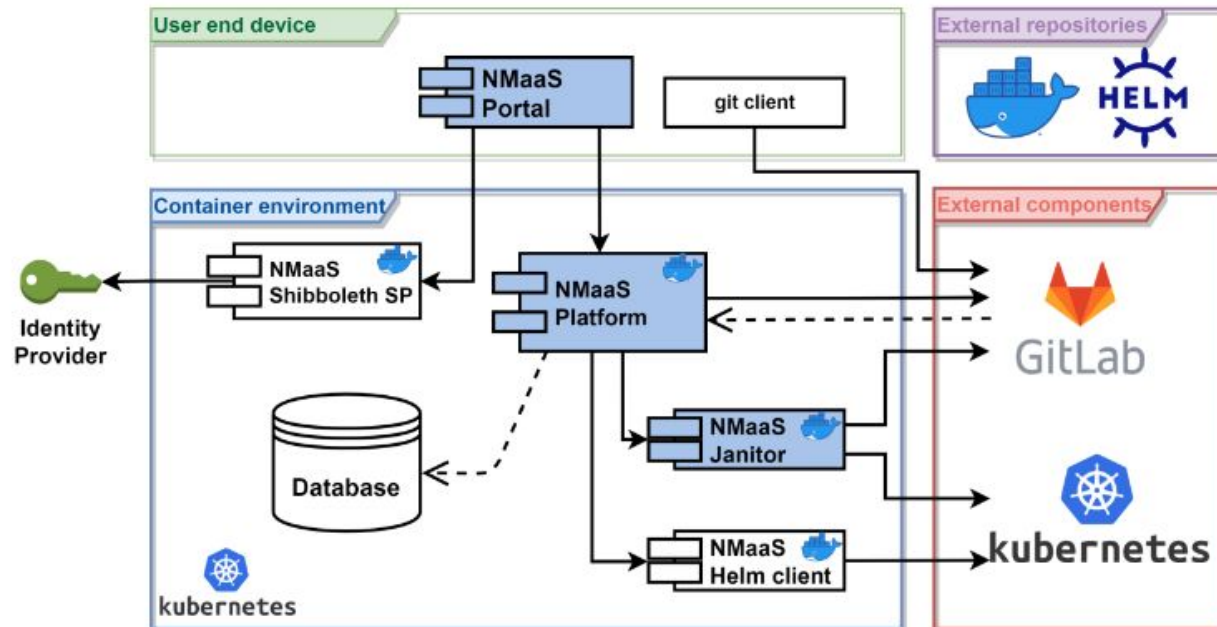 User end device
NMaaS
Portal
git client
External repositories
HELM
Container environment
NMaaS
Shibboleth SP
Identity
Provider
NMaaS
Platform
Database
NMaaS
Janitor
NMaaS
Helm client
kubernetes
External components
GitLab
kubernetes